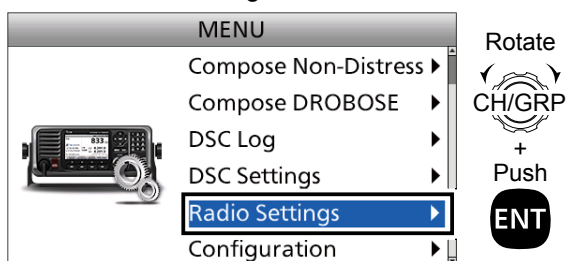 MENU
Compose Non-Distress
Compose DROBOSE
DSC Log
DSC Settings
Radio Settings
Configuration
Rotate
CH/GRP
+
Push
ENT